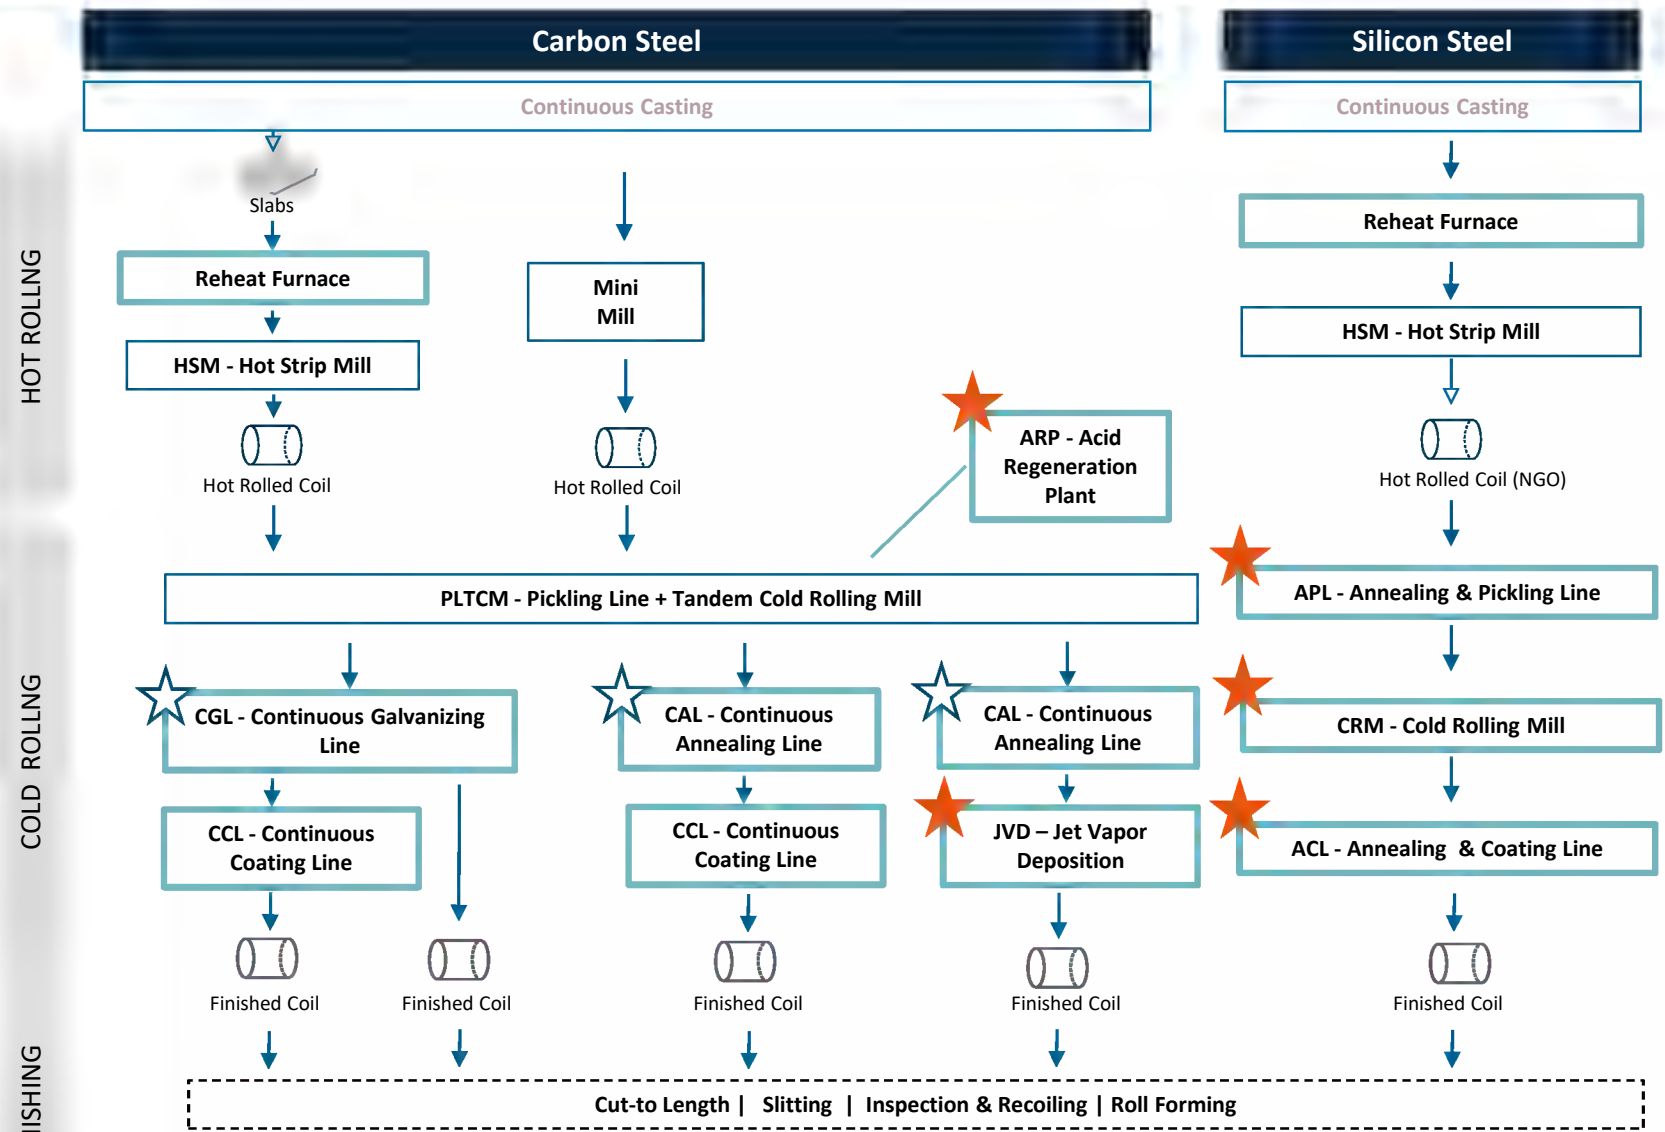 Carbon Steel
Silicon Steel
Continuous Casting
Continuous Casting
Slabs
Reheat Furnace
Reheat Furnace
HOT ROLLNG
Mini
Mill
HSM - Hot Strip Mill
HSM - Hot Strip Mill
ARP - Acid
Regeneration
Plant
Hot Rolled Coil
Hot Rolled Coil
Hot Rolled Coil (NGO)
PLTCM - Pickling Line + Tandem Cold Rolling Mill
APL - Annealing & Pickling Line
COLD ROLLNG
CGL - Continuous Galvanizing
Line
CAL - Continuous
Annealing Line
CAL - Continuous
Annealing Line
CRM - Cold Rolling Mill
CCL - Continuous
Coating Line
CCL - Continuous
Coating Line
JVD – Jet Vapor
Deposition
ACL - Annealing & Coating Line
Finished Coil
Finished Coil
Finished Coil
Finished Coil
Finished Coil
NISHING
Cut-to Length | Slitting | Inspection & Recoiling | Roll Forming